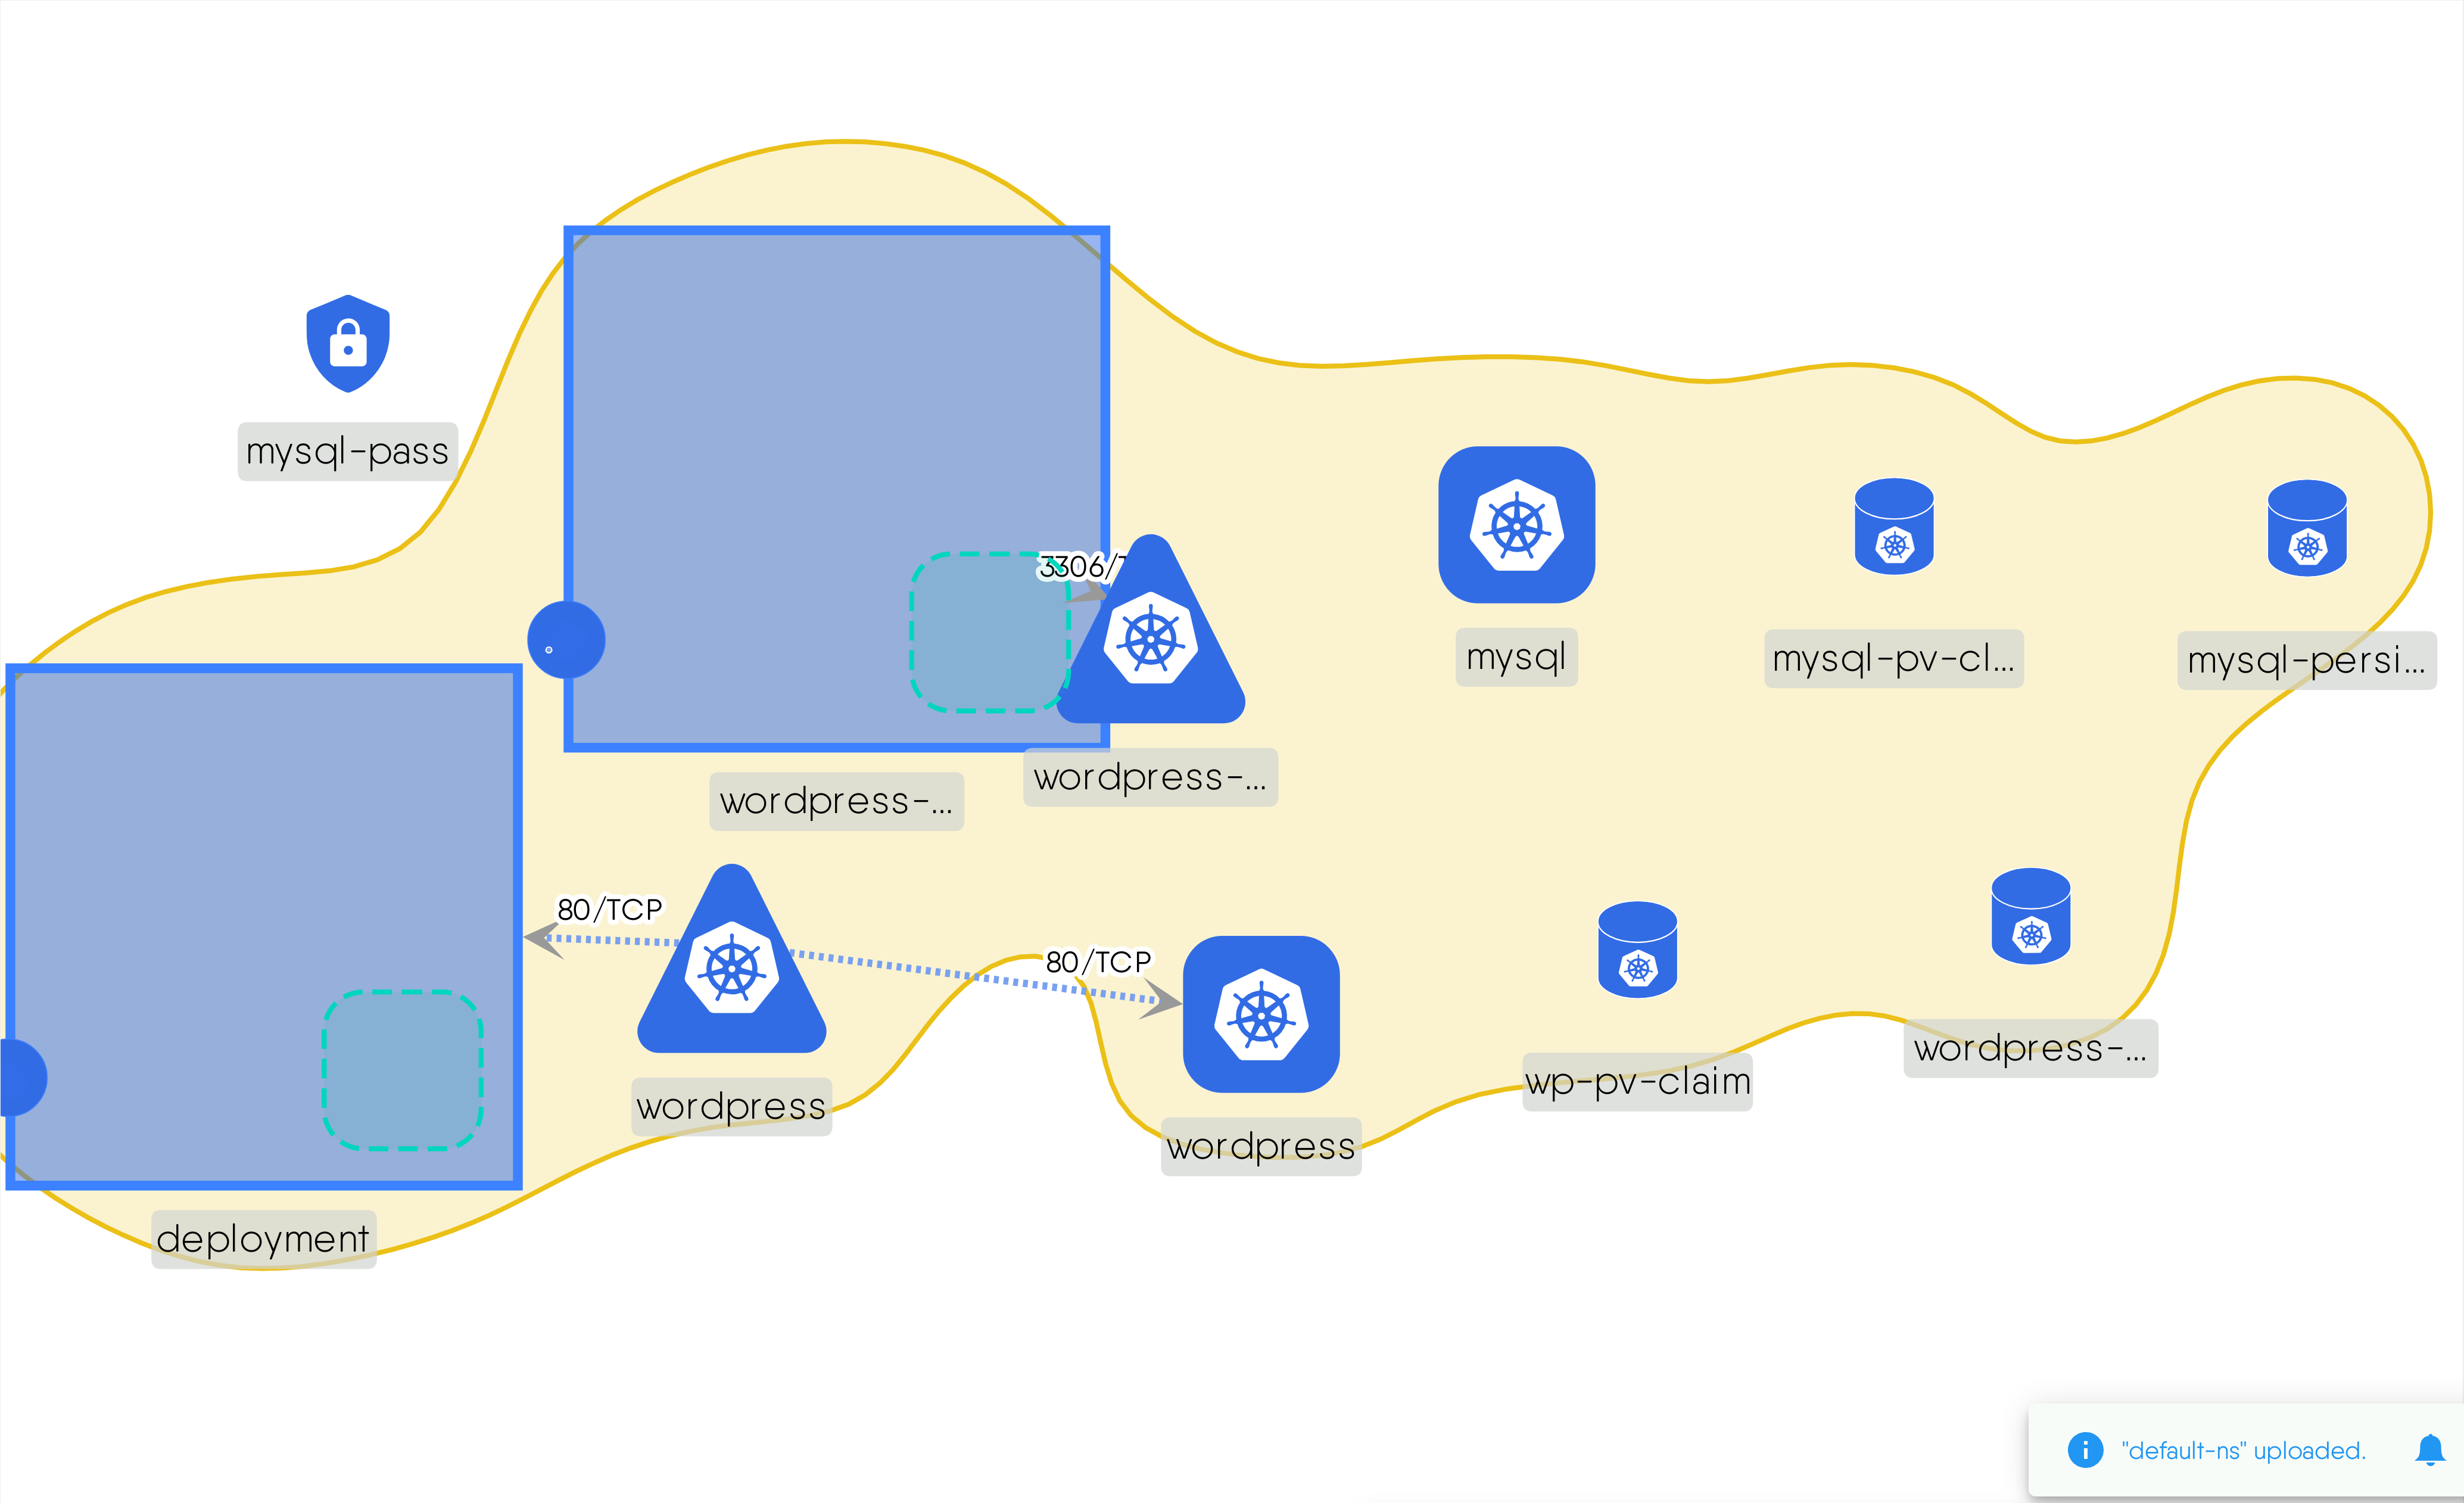 mysql-pass
3306/T
mysql
mysql-pv-cl...
mysql-persi...
wordpress-...
wordpress-...
80/TCP
80/TCP
wordpress
wordpress
wp-pv-claim
wordpress-...
deployment
"default-ns" uploaded.